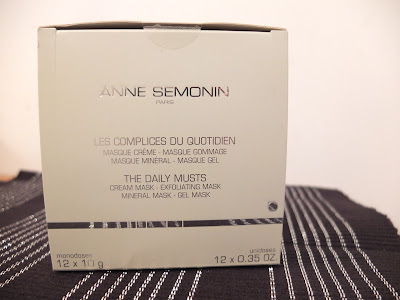 ANNE SEMONIN
PARIS
LES COMPLICES DU QUOTIDIEN
MASQUE CRÈME - MASQUE GOMMAGE
MASQUE MINÉRAL - MASQUE GEL
THE DAILY MUSTS
CREAM MASK - EXFOLIATING MASK
MINERAL MASK - GEL MASK
monodoses unidoses
12 x 10 g 12 x 0.35 OZ